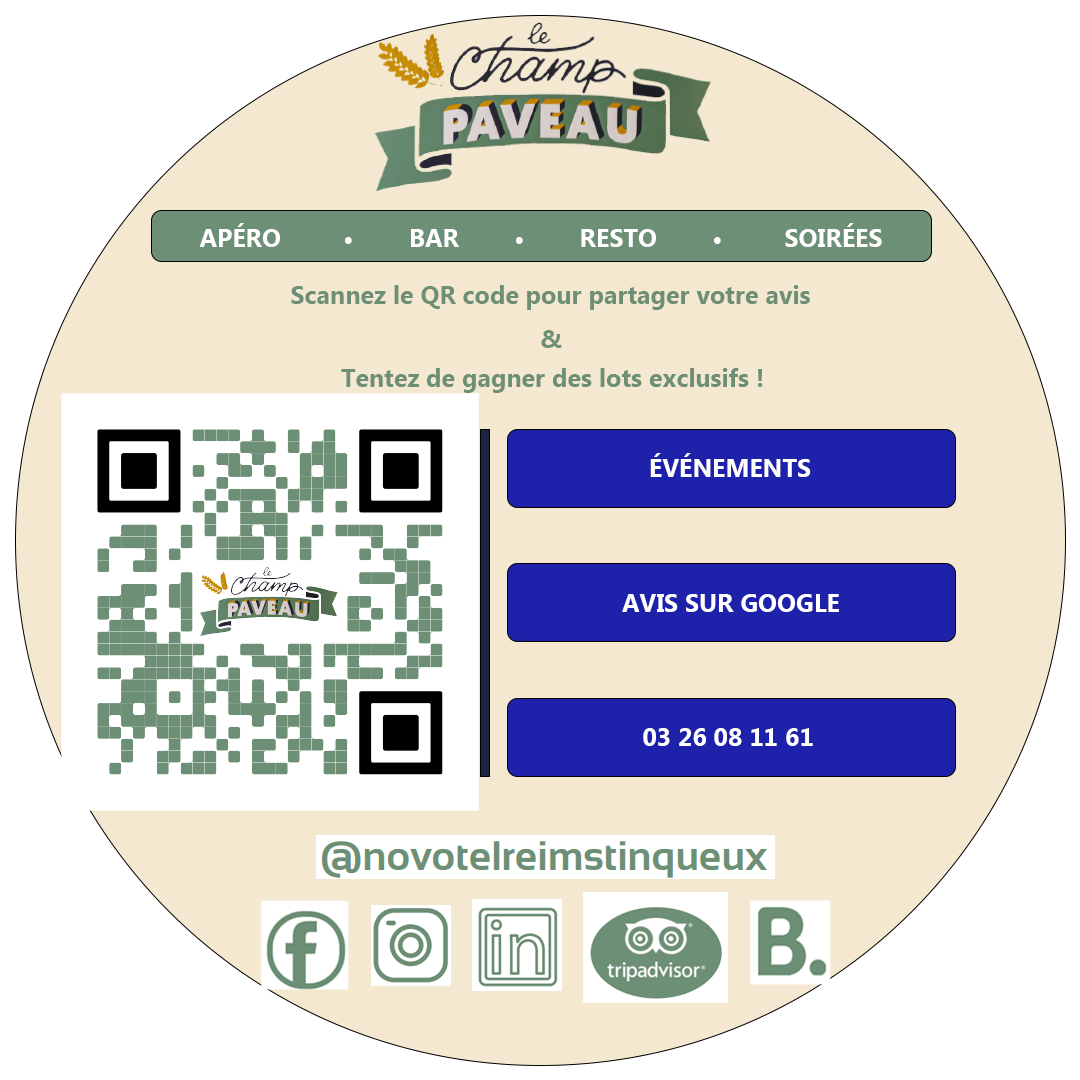 le
Champ
PAVEAU
APÉRO • BAR • RESTO • SOIRÉES
Scannez le QR code pour partager votre avis
&
Tentez de gagner des lots exclusifs !
le
Champ
PAVEAU
ÉVÉNEMENTS
AVIS SUR GOOGLE
03 26 08 11 61
@novotelreimstinqueux
f
in
tripadvisor®
B.